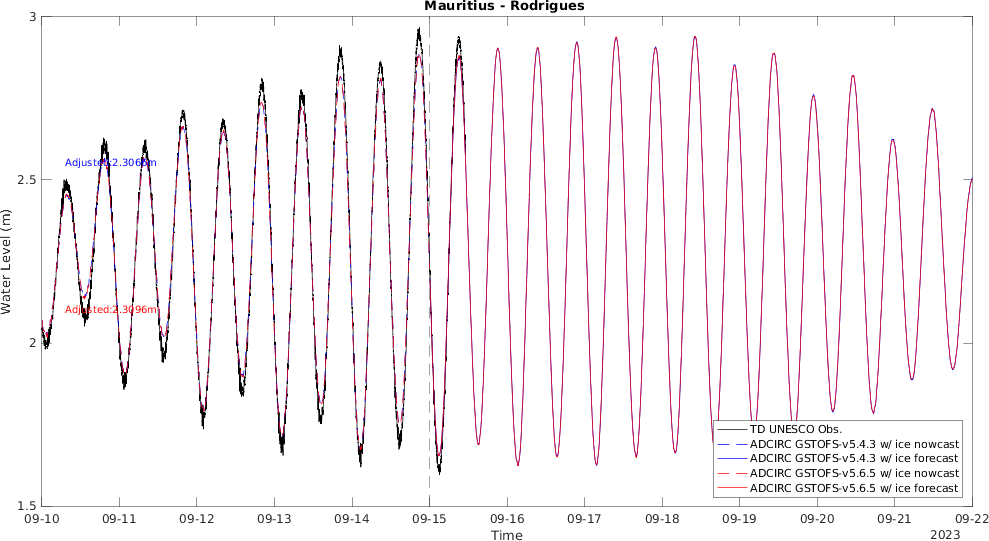 Mauritius - Rodrigues
3
2.5
2
1.5
Water Level (m)
Adjusted:2.3065m
Adjusted:2.3096m
TD UNESCO Obs.
ADCIRC GSTOFS-v5.4.3 w/ ice nowcast
ADCIRC GSTOFS-v5.4.3 w/ ice forecast
ADCIRC GSTOFS-v5.6.5 w/ ice nowcast
ADCIRC GSTOFS-v5.6.5 w/ ice forecast
09-10 09-11 09-12 09-13 09-14 09-15 09-16 09-17 09-18 09-19 09-20 09-21 09-22
Time
2023